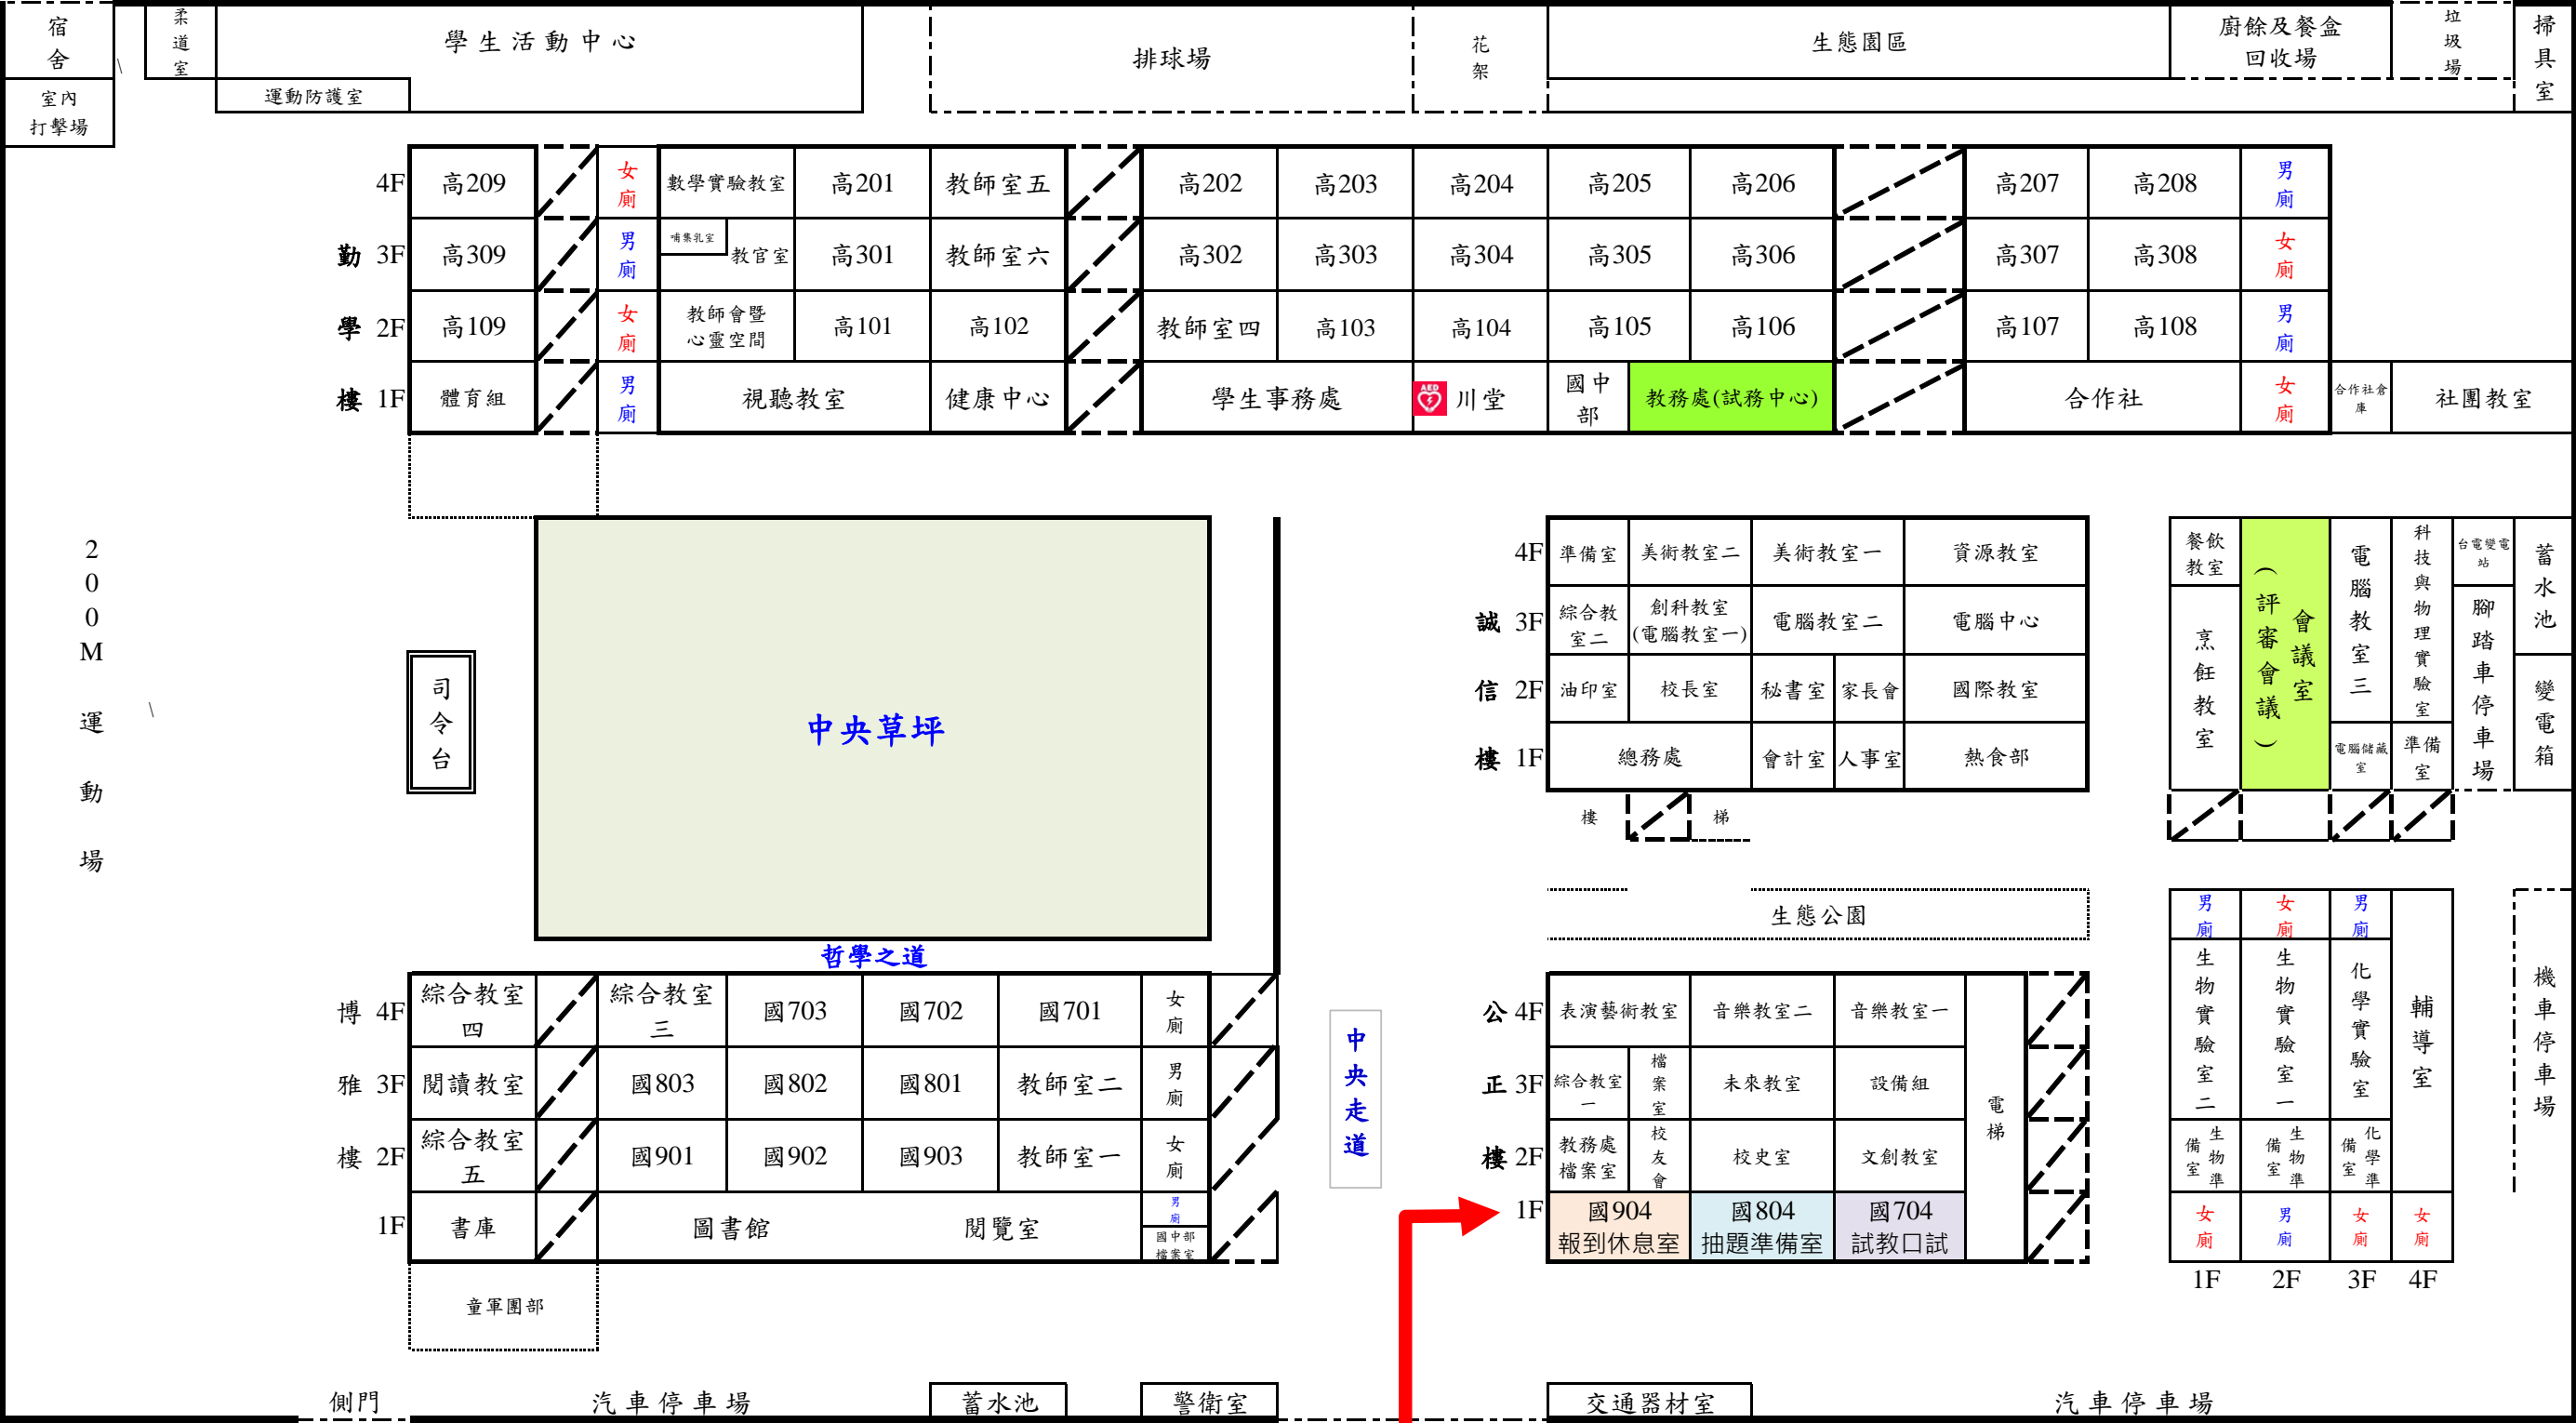 宿舍
柔道室
學生活動中心
排球場
花架
生態園區
廚餘及餐盒
回收場
垃圾場
掃具室
室內
打擊場
運動防護室
4F 高209 女廁 數學實驗教室 高201 教師室五 高202 高203 高204 高205 高206 高207 高208 男廁
勤 3F 高309 男廁 哺集乳室 教官室 高301 教師室六 高302 高303 高304 高305 高306 高307 高308 女廁
學 2F 高109 女廁 教師會暨心靈空間 高101 高102 教師室四 高103 高104 高105 高106 高107 高108 男廁
樓 1F 體育組 男廁 視聽教室 健康中心 學生事務處 AED 川堂 國中部 教務處(試務中心) 合作社 女廁 合作社倉庫 社團教室
200M 運動場
司令台
中央草坪
哲學之道
4F 準備室 美術教室二 美術教室一 資源教室
誠 3F 綜合教室二 創科教室(電腦教室一) 電腦教室二 電腦中心
信 2F 油印室 校長室 秘書室 家長會 國際教室
樓 1F 總務處 會計室 人事室 熱食部
樓 梯
餐飲教室
烹飪教室
會議室
(評審會議)
電腦教室三
電腦儲藏室
科技與物理實驗室
準備室
台電變電站
腳踏車停車場
蓄水池
變電箱
生態公園
博 4F 綜合教室四 綜合教室三 國703 國702 國701 女廁
雅 3F 閱讀教室 國803 國802 國801 教師室二 男廁
樓 2F 綜合教室五 國901 國902 國903 教師室一 女廁
1F 書庫 圖書館 閱覽室 男廁 國中部檔案室
童軍團部
中央走道
公 4F 表演藝術教室 音樂教室二 音樂教室一
正 3F 綜合教室一 檔案室 未來教室 設備組
樓 2F 教務處檔案室 校友會 校史室 文創教室
1F 國904 國804 國704
報到休息室 抽題準備室 試教口試
電梯
男廁 女廁 男廁
生物實驗室二 生物實驗室一 化學實驗室 輔導室
生物準備室 生物準備室 化學準備室
女廁 男廁 女廁 女廁
1F 2F 3F 4F
機車停車場
側門 汽車停車場 蓄水池 警衛室 交通器材室 汽車停車場